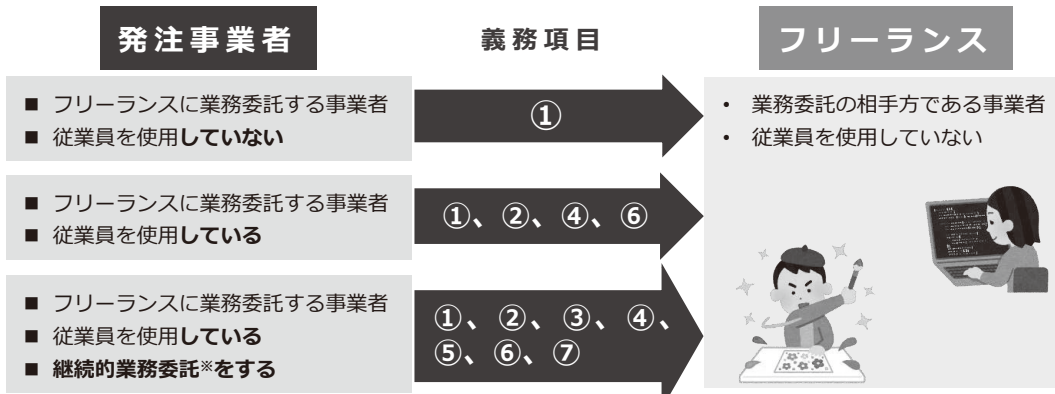 発注事業者
義務項目
フリーランス
■ フリーランスに業務委託する事業者
■ 従業員を使用していない
①
■ フリーランスに業務委託する事業者
■ 従業員を使用している
①、②、④、⑥
■ フリーランスに業務委託する事業者
■ 従業員を使用している
■ 継続的業務委託※をする
①、②、③、④、
⑤、⑥、⑦
• 業務委託の相手方である事業者
• 従業員を使用していない